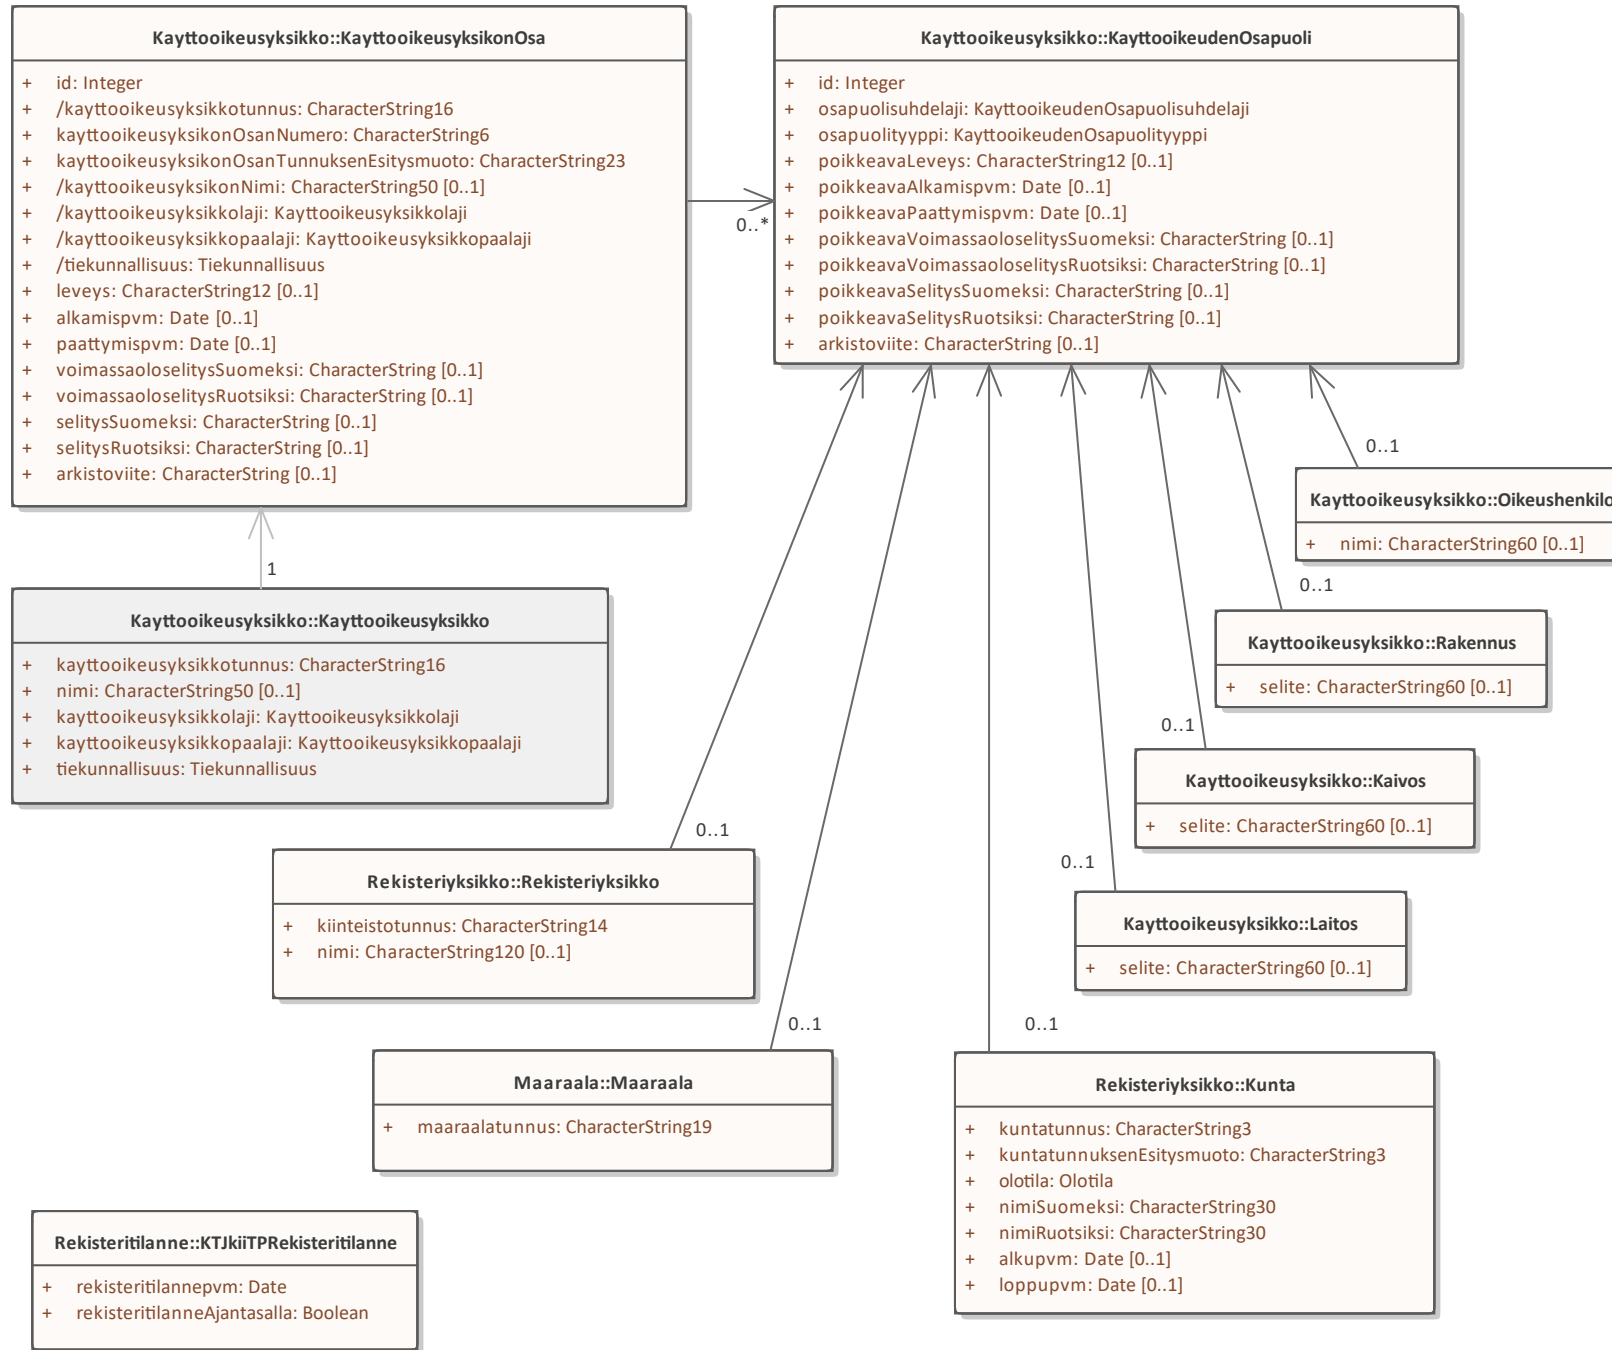 Kayttooikeusyksikko::KayttooikeusyksikonOsa
+ id: Integer
+ /kayttooikeusyksikkotunnus: CharacterString16
+ kayttooikeusyksikonOsanNumero: CharacterString6
+ kayttooikeusyksikonOsanTunnuksenEsitysmuoto: CharacterString23
+ /kayttooikeusyksikonNimi: CharacterString50 [0..1]
+ /kayttooikeusyksikkolaji: Kayttooikeusyksikkolaji
+ /kayttooikeusyksikkopaalaji: Kayttooikeusyksikkopaalaji
+ /tiekunnallisuus: Tiekunnallisuus
+ leveys: CharacterString12 [0..1]
+ alkamispvm: Date [0..1]
+ paattymispvm: Date [0..1]
+ voimassaoloselitysSuomeksi: CharacterString [0..1]
+ voimassaoloselitysRuotsiksi: CharacterString [0..1]
+ selitysSuomeksi: CharacterString [0..1]
+ selitysRuotsiksi: CharacterString [0..1]
+ arkistoviite: CharacterString [0..1]
0..*
Kayttooikeusyksikko::KayttooikeudenOsapuoli
+ id: Integer
+ osapuolisuhdelaji: KayttooikeudenOsapuolisuhdelaji
+ osapuolityyppi: KayttooikeudenOsapuolityyppi
+ poikkeavaLeveys: CharacterString12 [0..1]
+ poikkeavaAlkamispvm: Date [0..1]
+ poikkeavaPaattymispvm: Date [0..1]
+ poikkeavaVoimassaoloselitysSuomeksi: CharacterString [0..1]
+ poikkeavaVoimassaoloselitysRuotsiksi: CharacterString [0..1]
+ poikkeavaSelitysSuomeksi: CharacterString [0..1]
+ poikkeavaSelitysRuotsiksi: CharacterString [0..1]
+ arkistoviite: CharacterString [0..1]
0..1
Kayttooikeusyksikko::Oikeushenkilo
+ nimi: CharacterString60 [0..1]
1
Kayttooikeusyksikko::Kayttooikeusyksikko
+ kayttooikeusyksikkotunnus: CharacterString16
+ nimi: CharacterString50 [0..1]
+ kayttooikeusyksikkolaji: Kayttooikeusyksikkolaji
+ kayttooikeusyksikkopaalaji: Kayttooikeusyksikkopaalaji
+ tiekunnallisuus: Tiekunnallisuus
0..1
Kayttooikeusyksikko::Rakennus
+ selite: CharacterString60 [0..1]
0..1
Kayttooikeusyksikko::Kaivos
+ selite: CharacterString60 [0..1]
0..1
Rekisteriyksikko::Rekisteriyksikko
+ kiinteistotunnus: CharacterString14
+ nimi: CharacterString120 [0..1]
0..1
Kayttooikeusyksikko::Laitos
+ selite: CharacterString60 [0..1]
0..1
Maaraala::Maaraala
+ maaraalatunnus: CharacterString19
0..1
Rekisteriyksikko::Kunta
+ kuntatunnus: CharacterString3
+ kuntatunnuksenEsitysmuoto: CharacterString3
+ olotila: Olotila
+ nimiSuomeksi: CharacterString30
+ nimiRuotsiksi: CharacterString30
+ alkupvm: Date [0..1]
+ loppupvm: Date [0..1]
Rekisteritilanne::KTJkiiTPRekisteritilanne
+ rekisteritilannepvm: Date
+ rekisteritilanneAjantasalla: Boolean